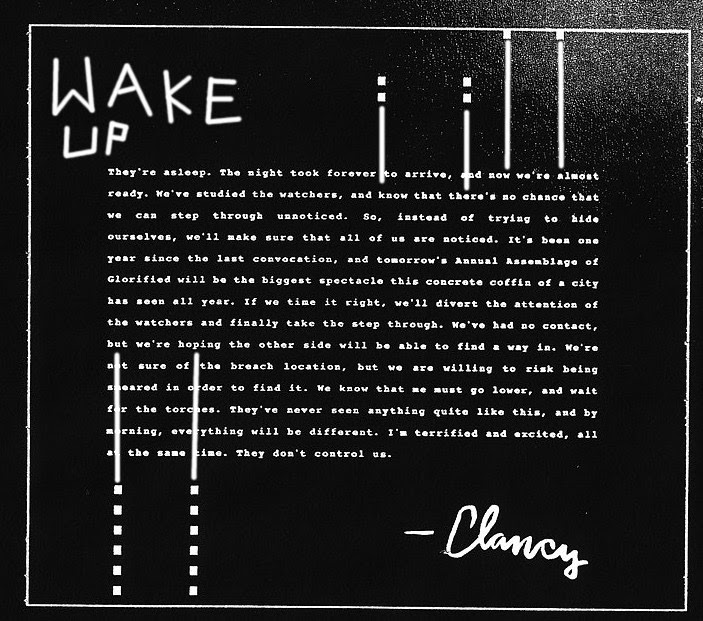 WAKE
UP
They're asleep. The night took forever to arrive, and now we're almost
ready. We've studied the watchers, and know that there's no chance that
we can step through unnoticed. So, instead of trying to hide
ourselves, we'll make sure that all of us are noticed. It's been one
year since the last convocation, and tomorrow's Annual Assemblage of
Glorified will be the biggest spectacle this concrete coffin of a city
has seen all year. If we time it right, we'll divert the attention of
the watchers and finally take the step through. We've had no contact,
but we're hoping the other side will be able to find a way in. We're
not sure of the breach location, but we are willing to risk being
smeared in order to find it. We know that me must go lower, and wait
for the torches. They've never seen anything quite like this, and by
morning, everything will be different. I'm terrified and excited, all
at the same time. They don't control us.
— Clancy